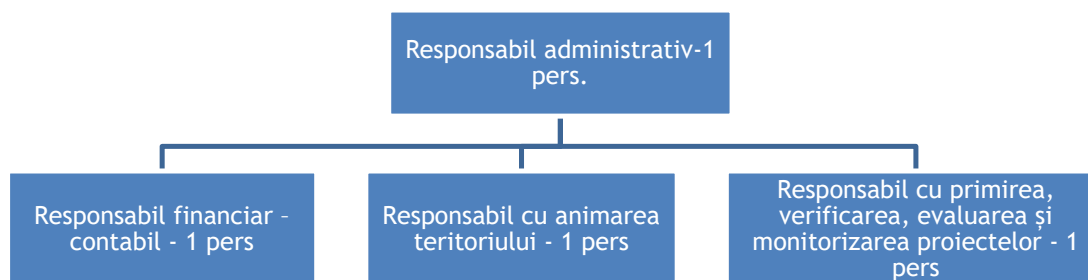 Responsabil administrativ-1
pers.
Responsabil financiar –
contabil - 1 pers
Responsabil cu animarea
teritoriului - 1 pers
Responsabil cu primirea,
verificarea, evaluarea și
monitorizarea proiectelor - 1
pers